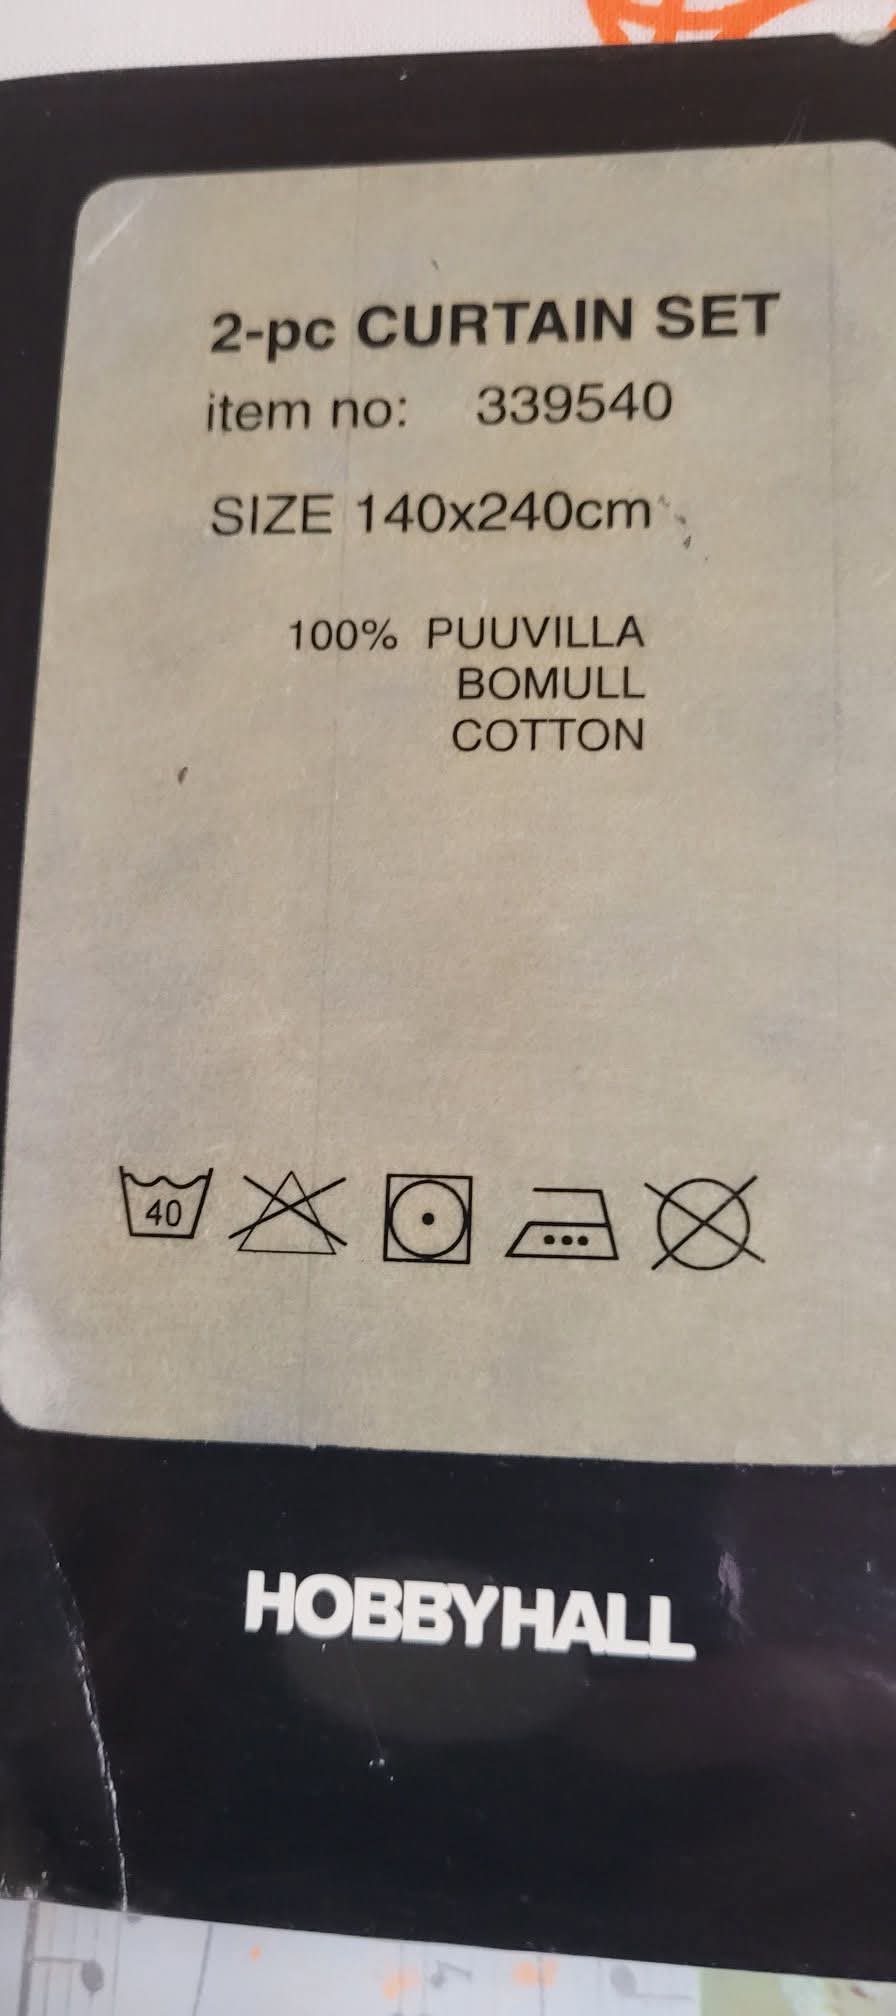 2-pc CURTAIN SET
item no: 339540
SIZE 140x240cm
100% PUUVILLA
BOMULL
COTTON
40
HOBBYHALL